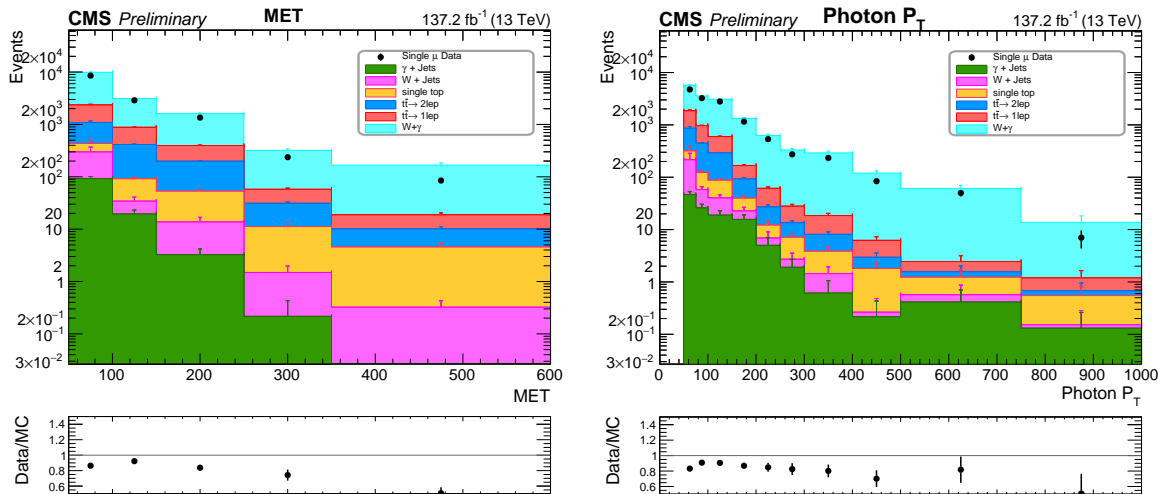 CMS Preliminary MET 137.2 fb⁻¹ (13 TeV)
Events
2×10⁴
10⁴
2×10³
10³
2×10²
10²
20
10
2
1
2×10⁻¹
10⁻¹
3×10⁻²
Single μ Data
γ + Jets
W + Jets
single top
tt̄→ 2lep
tt̄→ 1lep
W+γ
100 200 300 400 500 600
MET
Data/MC
1.4
1.2
1
0.8
0.6
CMS Preliminary Photon P_T 137.2 fb⁻¹ (13 TeV)
Events
2×10⁴
10⁴
2×10³
10³
2×10²
10²
20
10
2
1
2×10⁻¹
10⁻¹
3×10⁻²
Single μ Data
γ + Jets
W + Jets
single top
tt̄→ 2lep
tt̄→ 1lep
W+γ
0 100 200 300 400 500 600 700 800 900 1000
Photon P_T
Data/MC
1.4
1.2
1
0.8
0.6